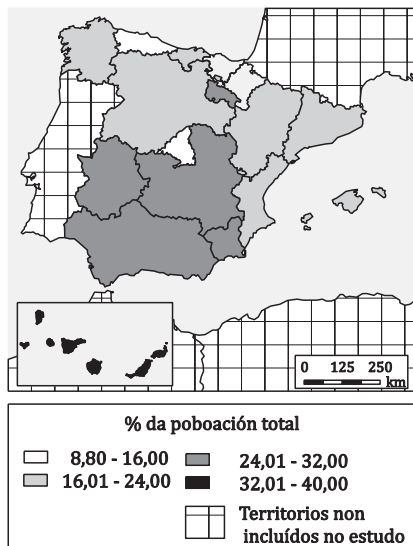 0 125 250
km
% da poboación total
8,80 - 16,00
24,01 - 32,00
16,01 - 24,00
32,01 - 40,00
Territorios non
incluídos no estudo